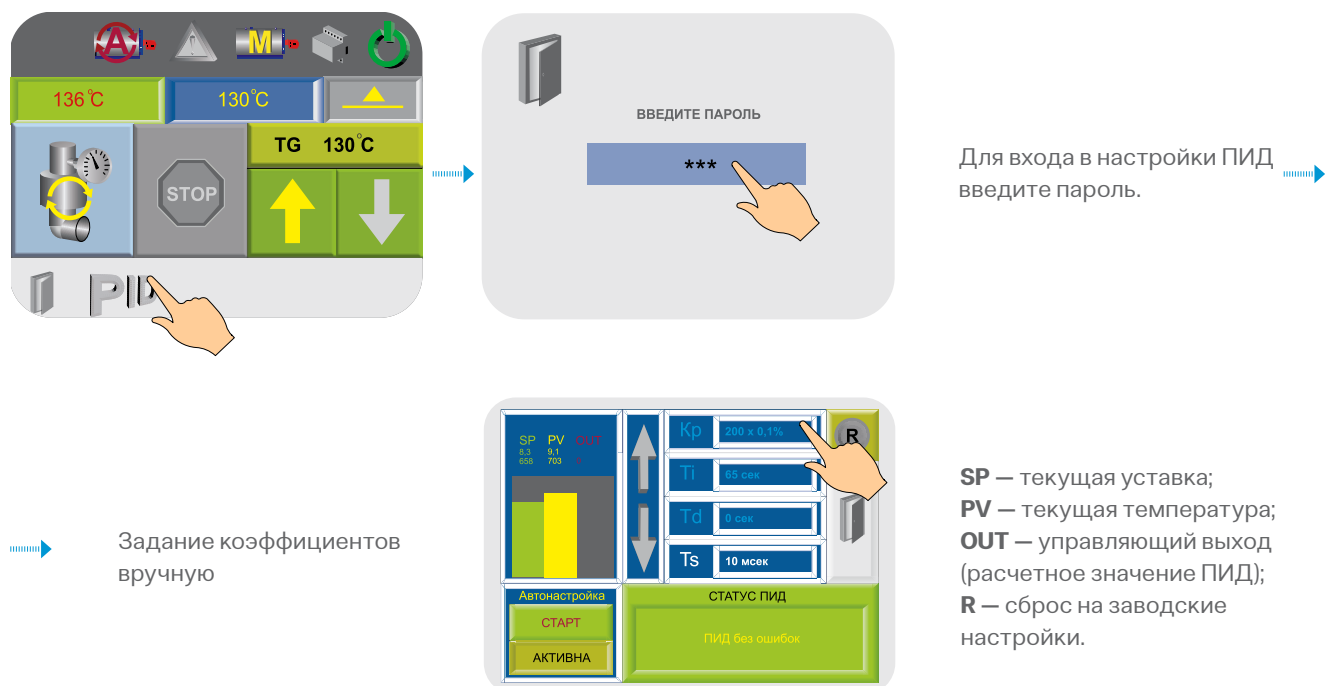 A
M
136 °C
130 °C
STOP
TG 130 °C
PID
ВВЕДИТЕ ПАРОЛЬ
***
Для входа в настройки ПИД
введите пароль.
Задание коэффициентов
вручную
SP PV OUT
8,3 9,1
658 703
Kp 200 x 0,1%
Ti 65 сек
Td 0 сек
Ts 10 мсек
R
Автонастройка
СТАРТ
АКТИВНА
СТАТУС ПИД
ПИД без ошибок
SP — текущая уставка;
PV — текущая температура;
OUT — управляющий выход
(расчетное значение ПИД);
R — сброс на заводские
настройки.